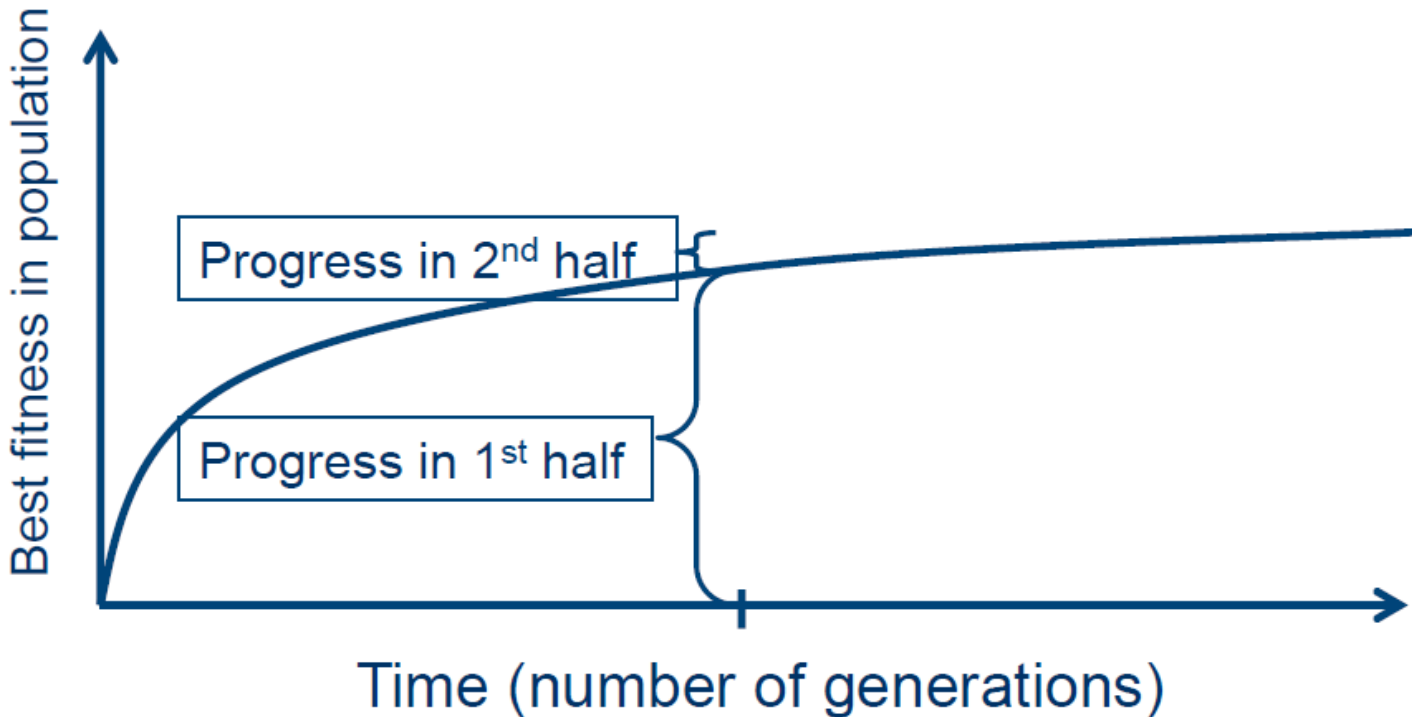 Best fitness in population
Progress in 2nd half
Progress in 1st half
Time (number of generations)